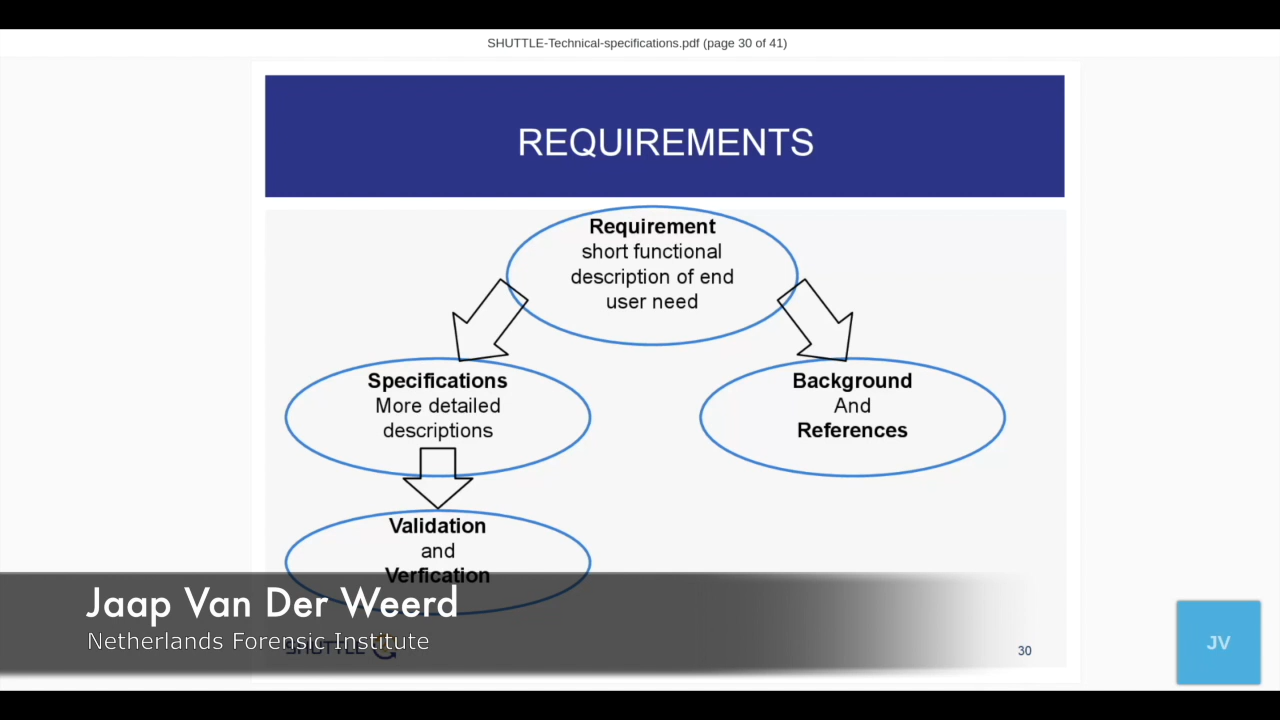 SHUTTLE-Technical-specifications.pdf (page 30 of 41)
REQUIREMENTS
Requirement
short functional
description of end
user need
Specifications
More detailed
descriptions
Background
And
References
Validation
and
Verfication
Jaap Van Der Weerd
Netherlands Forensic Institute
SHUTTLE
30
JV